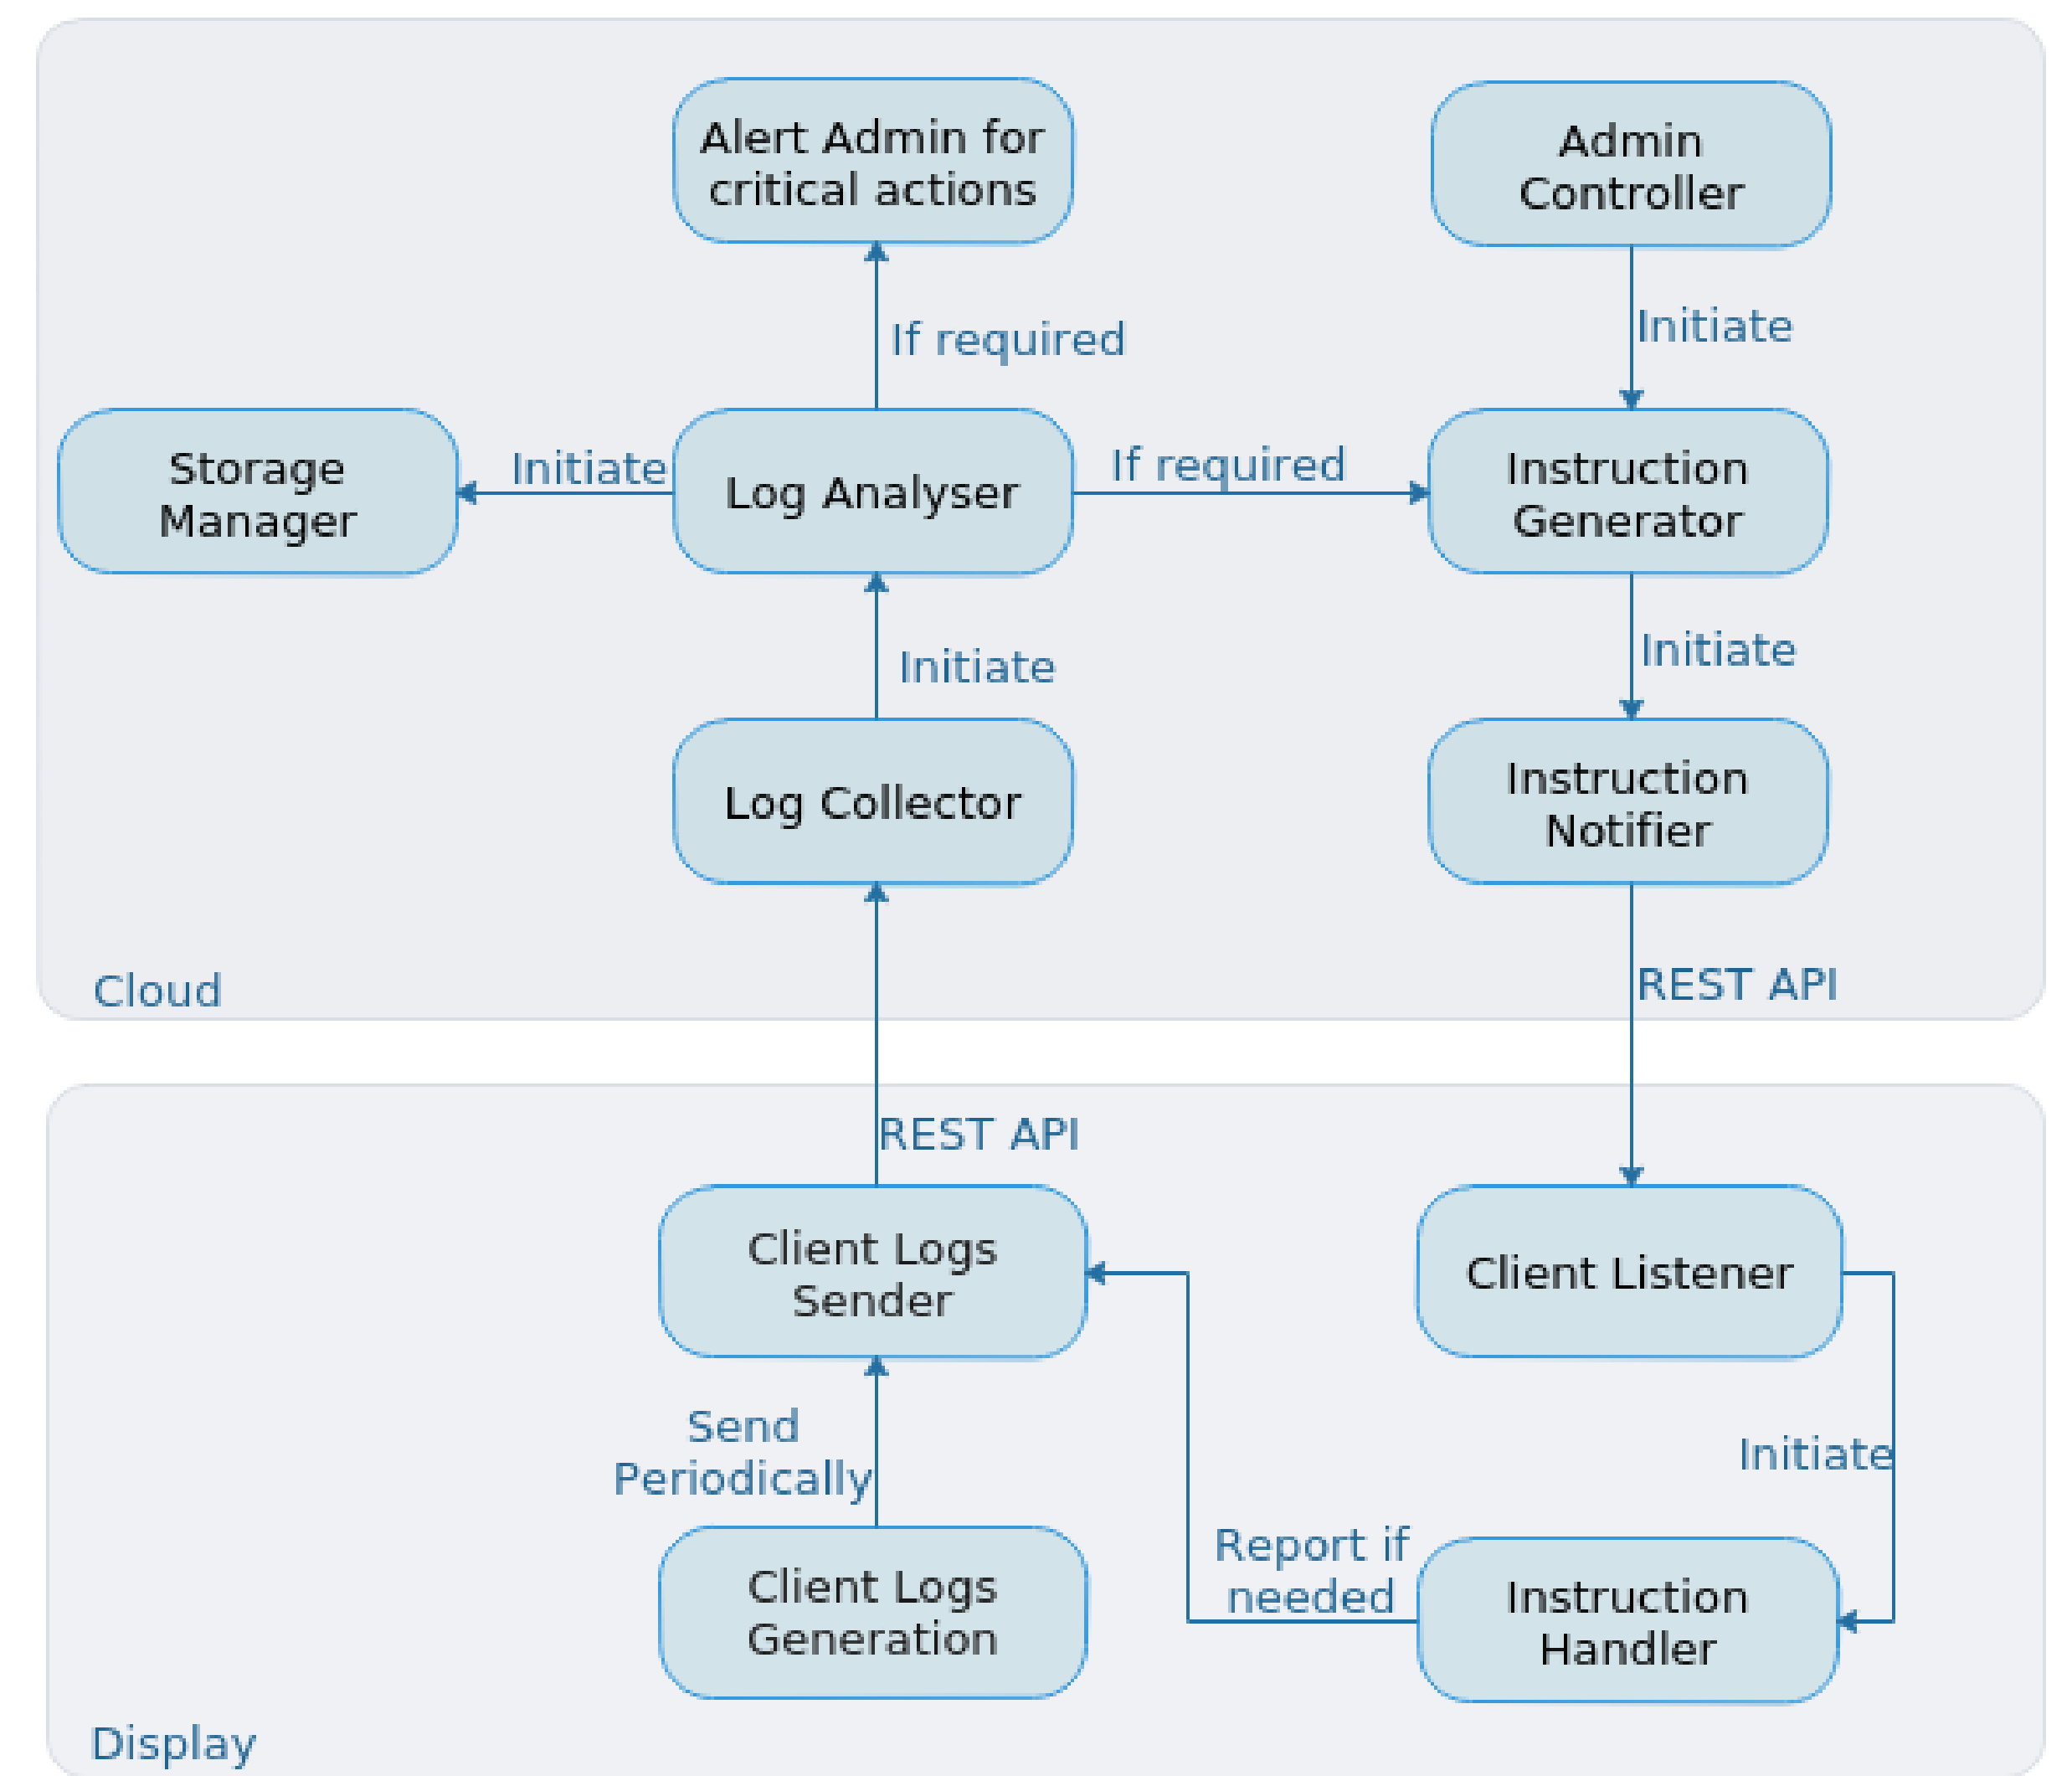 Alert Admin for
critical actions
Admin
Controller
If required
Initiate
Storage
Manager
Initiate
Log Analyser
If required
Instruction
Generator
Initiate
Initiate
Log Collector
Instruction
Notifier
Cloud
REST API
REST API
Client Logs
Sender
Client Listener
Send
Periodically
Initiate
Report if
needed
Client Logs
Generation
Instruction
Handler
Display